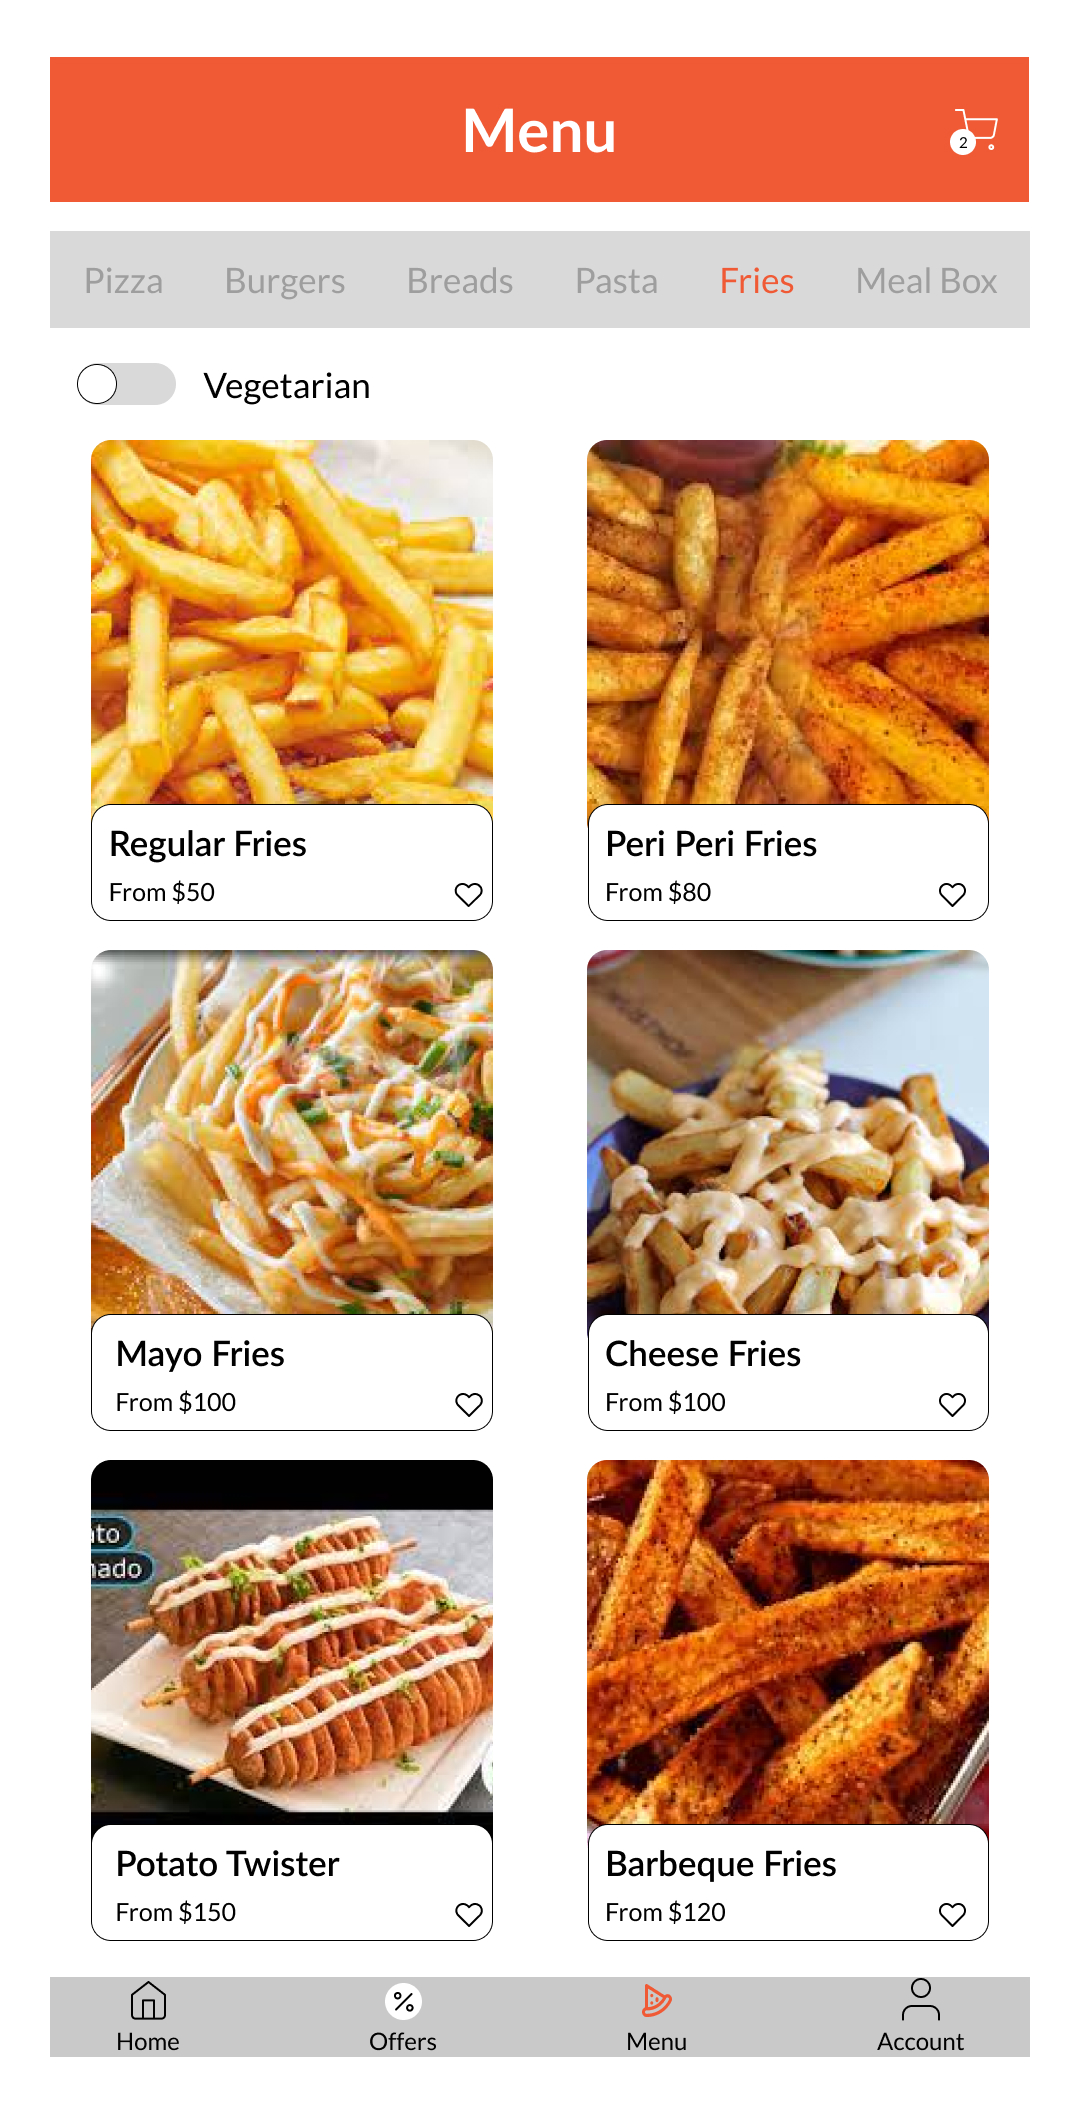 Menu
2
Pizza Burgers Breads Pasta Fries Meal Box
Vegetarian
Regular Fries
From $50
Peri Peri Fries
From $80
Mayo Fries
From $100
Cheese Fries
From $100
ato
nado
Potato Twister
From $150
Barbeque Fries
From $120
Home Offers Menu Account